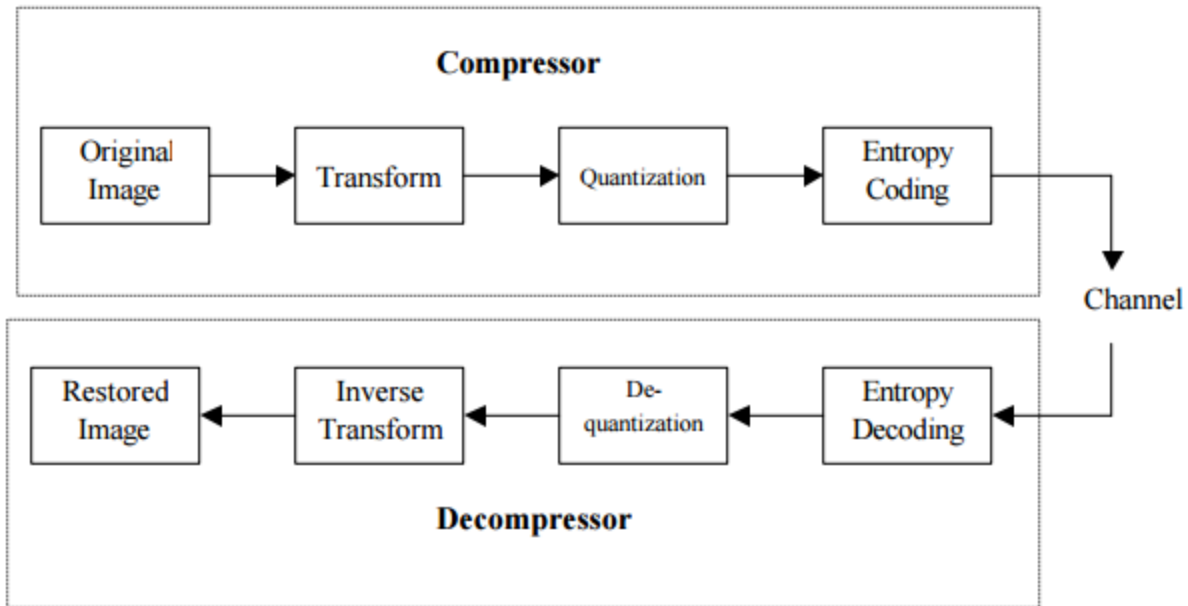 Compressor
Original
Image
Transform
Quantization
Entropy
Coding
Channel
Restored
Image
Inverse
Transform
De-
quantization
Entropy
Decoding
Decompressor